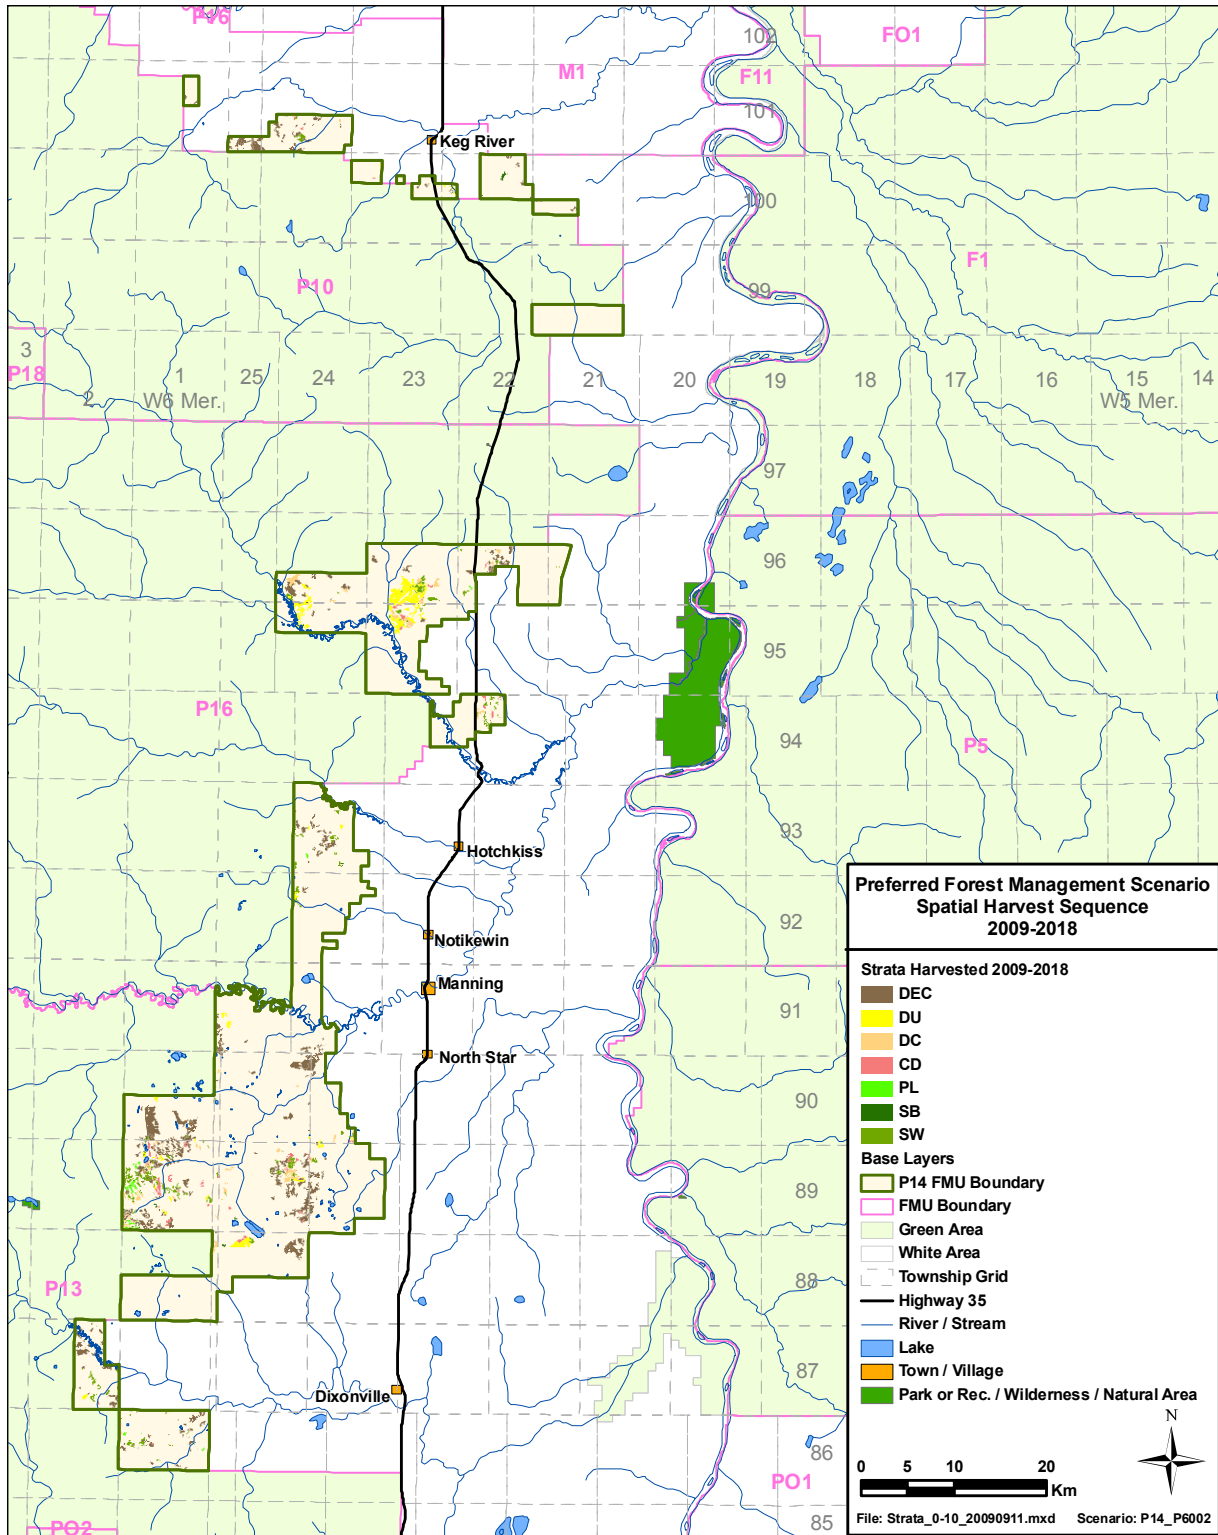 P16
102
FO1
M1
F11
101
Keg River
100
F1
P10
99
3
P18
2
1
W6 Mer.
25
24
23
22
21
20
19
18
17
16
15
14
W5 Mer.
97
96
95
P16
94
P5
93
Hotchkiss
92
Notikewin
Manning
91
North Star
90
89
88
P13
87
Dixonville
86
PO1
PO2
85
Preferred Forest Management Scenario
Spatial Harvest Sequence
2009-2018
Strata Harvested 2009-2018
DEC
DU
DC
CD
PL
SB
SW
Base Layers
P14 FMU Boundary
FMU Boundary
Green Area
White Area
Township Grid
Highway 35
River / Stream
Lake
Town / Village
Park or Rec. / Wilderness / Natural Area
N
0 5 10 20
Km
File: Strata_0-10_20090911.mxd Scenario: P14_P6002